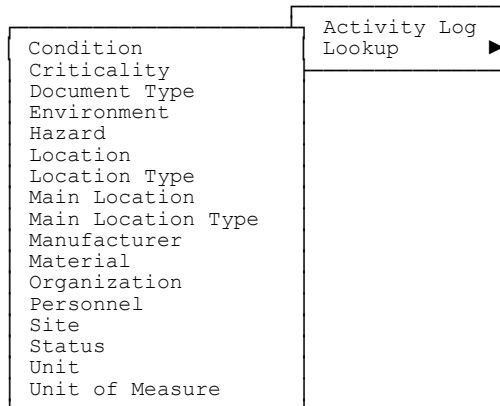 Activity Log
Lookup ►
Condition
Criticality
Document Type
Environment
Hazard
Location
Location Type
Main Location
Main Location Type
Manufacturer
Material
Organization
Personnel
Site
Status
Unit
Unit of Measure